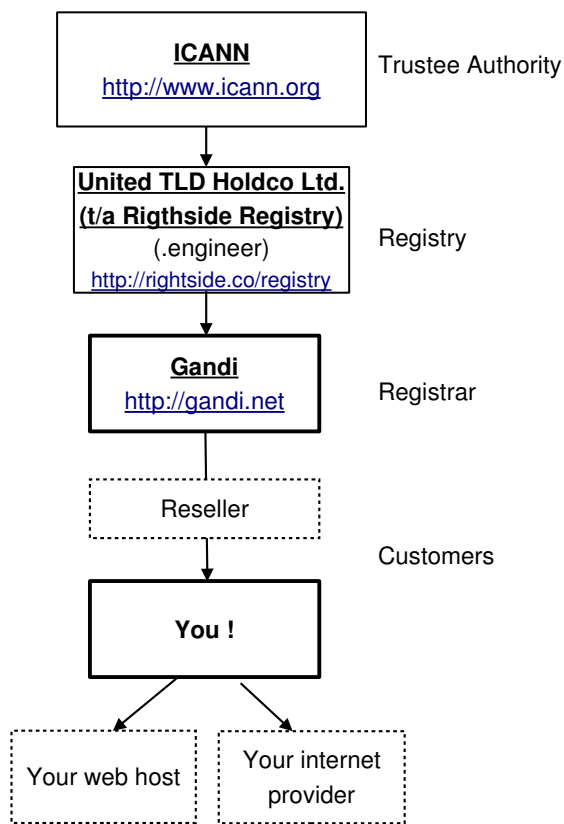 ICANN
http://www.icann.org
Trustee Authority
United TLD Holdco Ltd.
(t/a Rigthside Registry)
(.engineer)
http://rightside.co/registry
Registry
Gandi
http://gandi.net
Registrar
Reseller
Customers
You !
Your web host
Your internet
provider